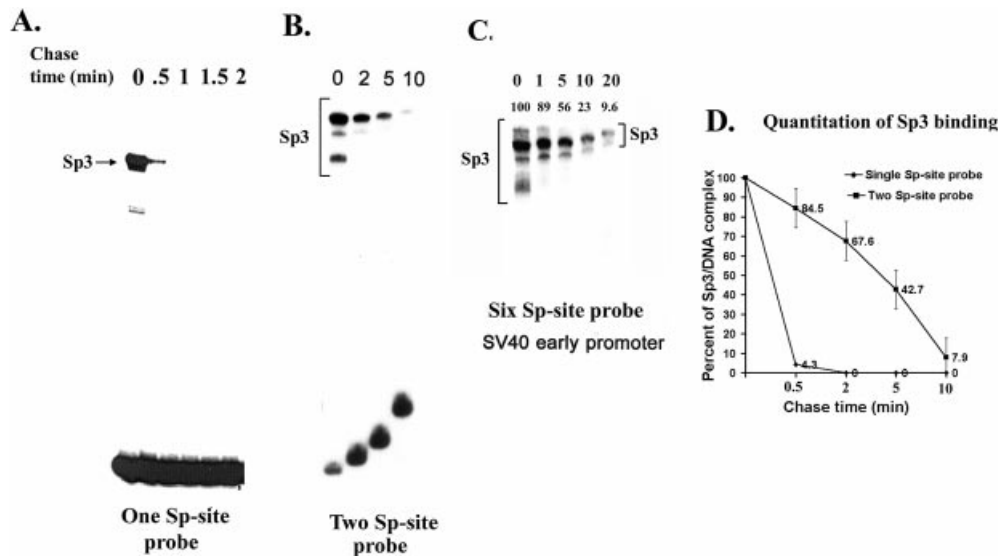 A.
Chase
time (min) 0 .5 1 1.5 2
Sp3
One Sp-site
probe
B.
0 2 5 10
Sp3
Two Sp-site
probe
C.
0 1 5 10 20
100 89 56 23 9.6
Sp3
Sp3
Six Sp-site probe
SV40 early promoter
D. Quantitation of Sp3 binding
Single Sp-site probe
Two Sp-site probe
Percent of Sp3/DNA complex
100
90
80
70
60
50
40
30
20
10
0
84.5
67.6
42.7
7.9
4.3
0
0
0
0.5 2 5 10
Chase time (min)